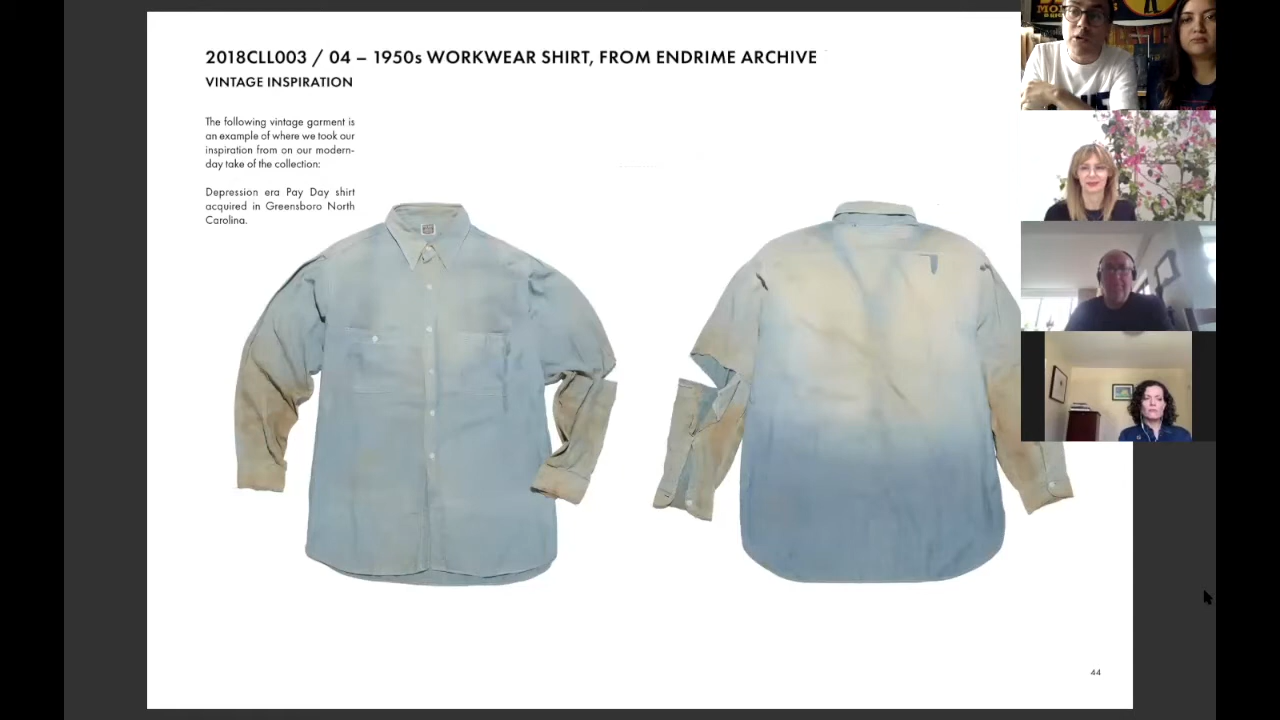 2018CLL003 / 04 – 1950s WORKWEAR SHIRT, FROM ENDRIME ARCHIVE
VINTAGE INSPIRATION
The following vintage garment is
an example of where we took our
inspiration from on our modern-
day take of the collection:
Depression era Pay Day shirt
acquired in Greensboro North
Carolina.
44